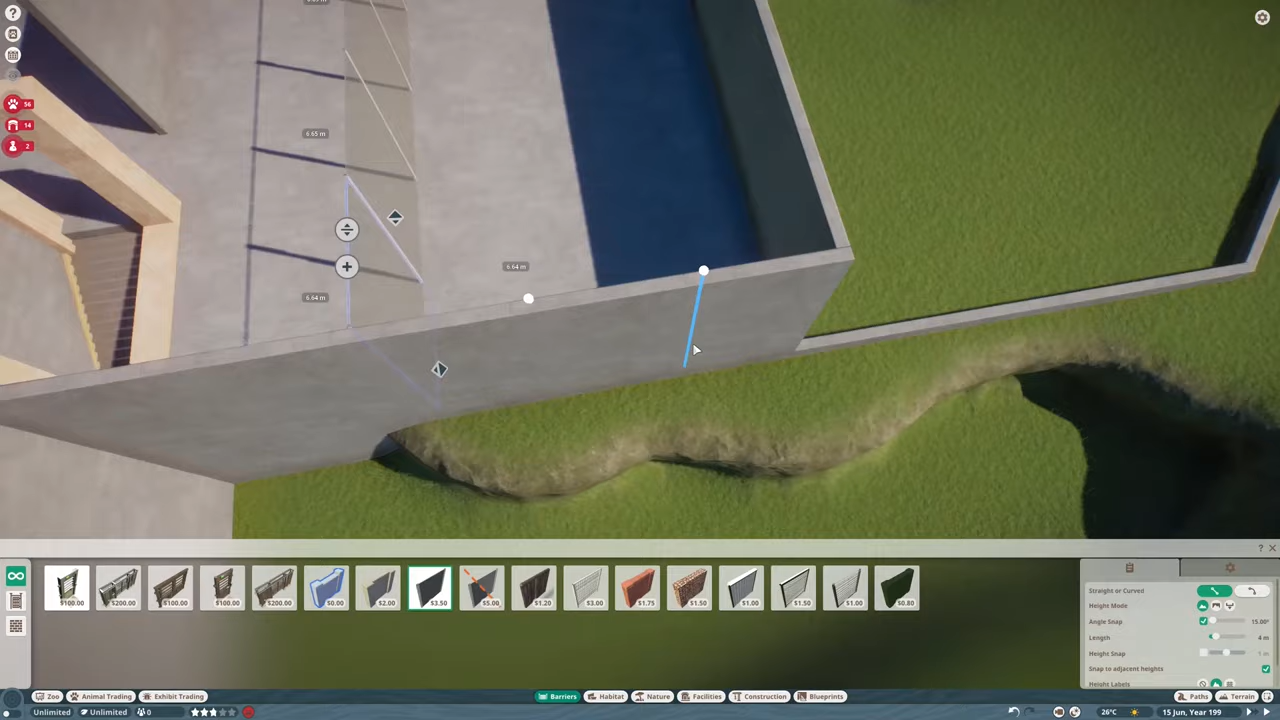 56
14
2
6.65 m
6.64 m
6.64 m
$100.00 $200.00 $100.00 $100.00 $200.00 $0.00 $2.00 $3.50 $5.00 $1.20 $3.00 $1.75 $1.50 $1.00 $1.50 $1.00 $0.80
? X
Straight or Curved
Height Mode
Angle Snap 15.00°
Length 4 m
Height Snap
Snap to adjacent heights
Height Labels
Zoo Animal Trading Exhibit Trading Barriers Habitat Nature Facilities Construction Blueprints Paths Terrain
Unlimited Unlimited 0 26°C 15 Jun, Year 199